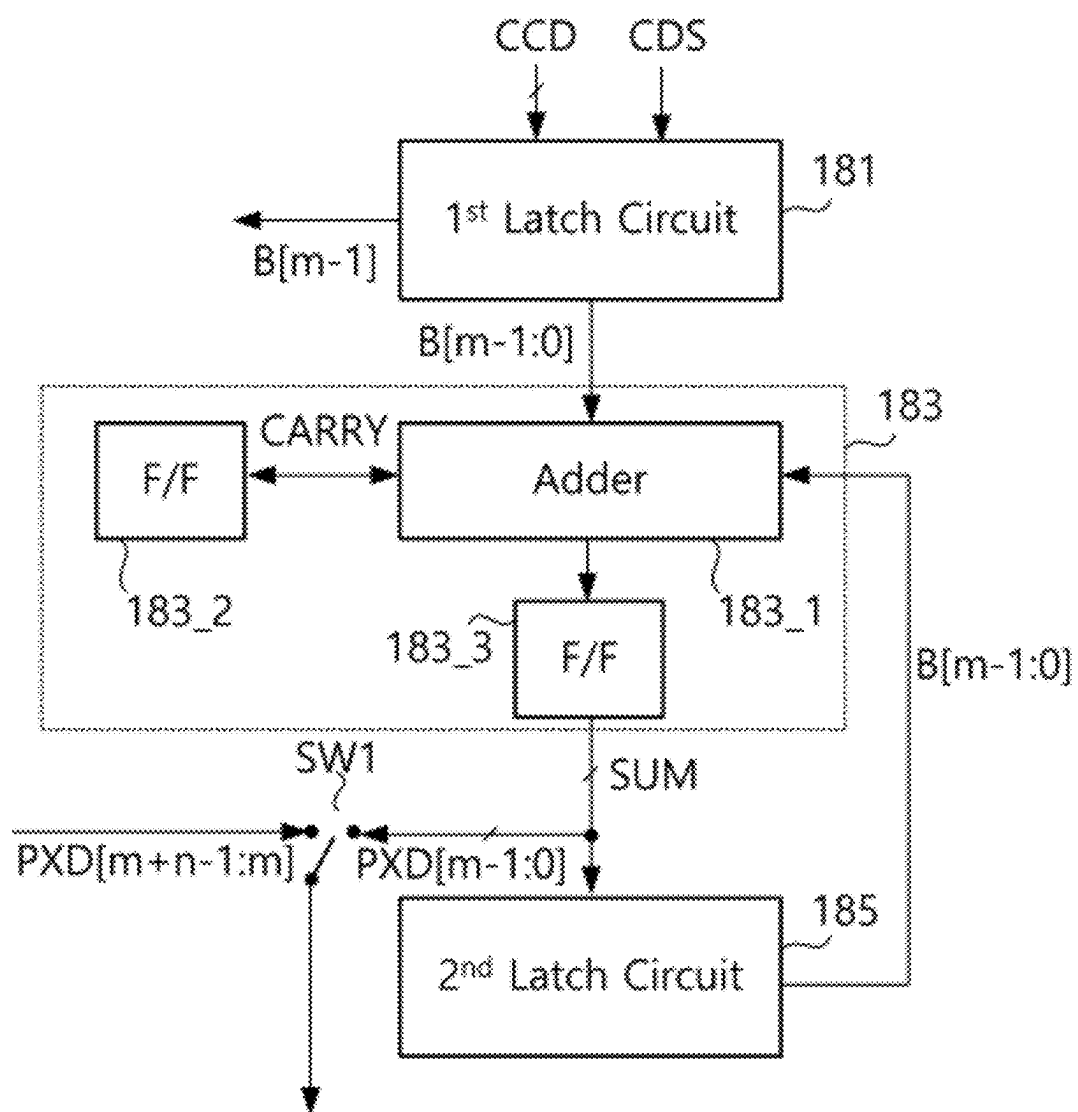 CCD CDS
181
1st Latch Circuit
B[m-1]
B[m-1:0]
183
CARRY
F/F
Adder
183_2
183_1
183_3
F/F
B[m-1:0]
SW1
SUM
PXD[m+n-1:m]
PXD[m-1:0]
185
2nd Latch Circuit